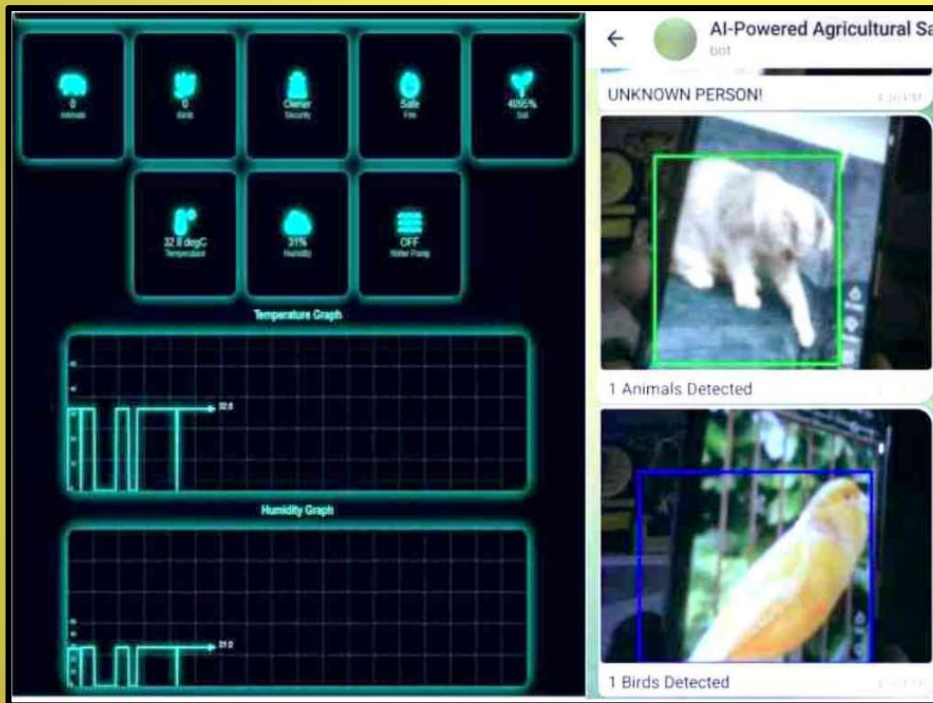 0
Animals
0
Birds
Owner
Security
Safe
Fire
4095%
Soil
32.8 degC
Temperature
31%
Humidity
OFF
Water Pump
Temperature Graph
32.8
Humidity Graph
31.0
AI-Powered Agricultural Sa
bot
UNKNOWN PERSON!
1 Animals Detected
1 Birds Detected